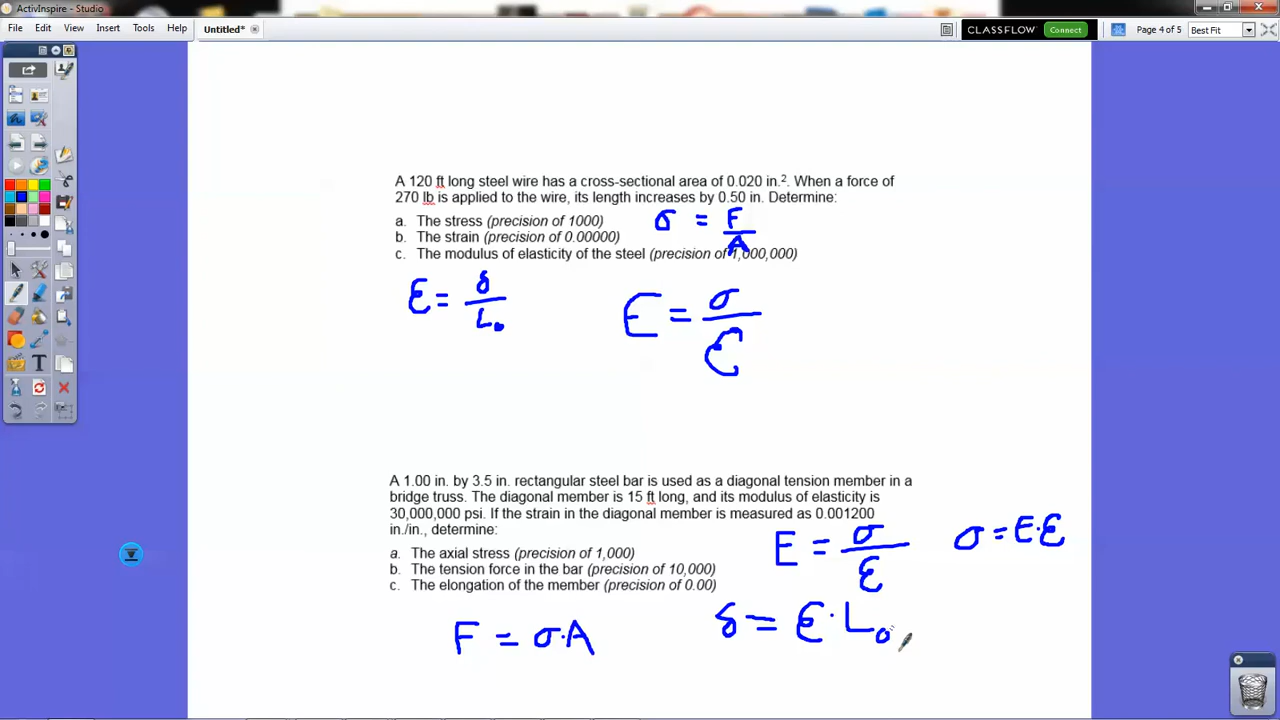 ActivInspire - Studio
File Edit View Insert Tools Help Untitled* CLASSFLOW Connect Page 4 of 5 Best Fit
A 120 ft long steel wire has a cross-sectional area of 0.020 in.². When a force of
270 lb is applied to the wire, its length increases by 0.50 in. Determine:
a. The stress (precision of 1000)
b. The strain (precision of 0.00000)
c. The modulus of elasticity of the steel (precision of 1,000,000)
σ = F/A
ε = δ/L₀
E = σ/ε
A 1.00 in. by 3.5 in. rectangular steel bar is used as a diagonal tension member in a
bridge truss. The diagonal member is 15 ft long, and its modulus of elasticity is
30,000,000 psi. If the strain in the diagonal member is measured as 0.001200
in./in., determine:
a. The axial stress (precision of 1,000)
b. The tension force in the bar (precision of 10,000)
c. The elongation of the member (precision of 0.00)
E = σ/ε
σ = E·ε
F = σ·A
δ = ε·L₀